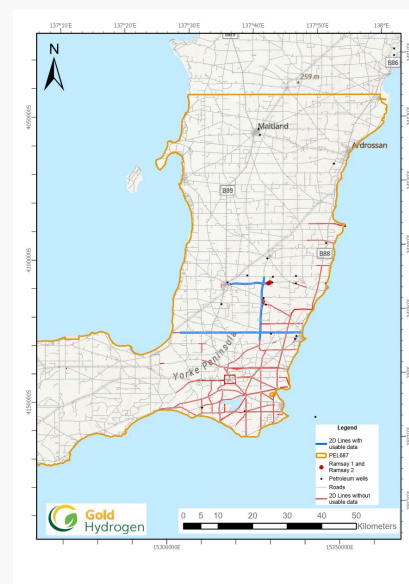 137°10'E
137°30'E
137°40'E
137°50'E
138°E
N
B86
259 m
Maitland
Ardrossan
B89
B88
Yorke Peninsula
Legend
2D Lines with
usable data
PEL687
Ramsay 1 and
Ramsay 2
Petroleum wells
Roads
2D Lines without
usable data
Gold
Hydrogen
0 5 10 20 30 40 50
Kilometers
15300000E
15350000E